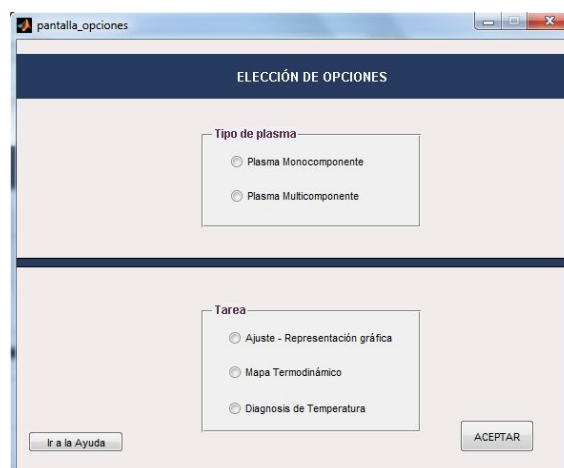 pantalla_opciones
ELECCIÓN DE OPCIONES
Tipo de plasma
Plasma Monocomponente
Plasma Multicomponente
Tarea
Ajuste - Representación gráfica
Mapa Termodinámico
Diagnosis de Temperatura
Ir a la Ayuda
ACEPTAR